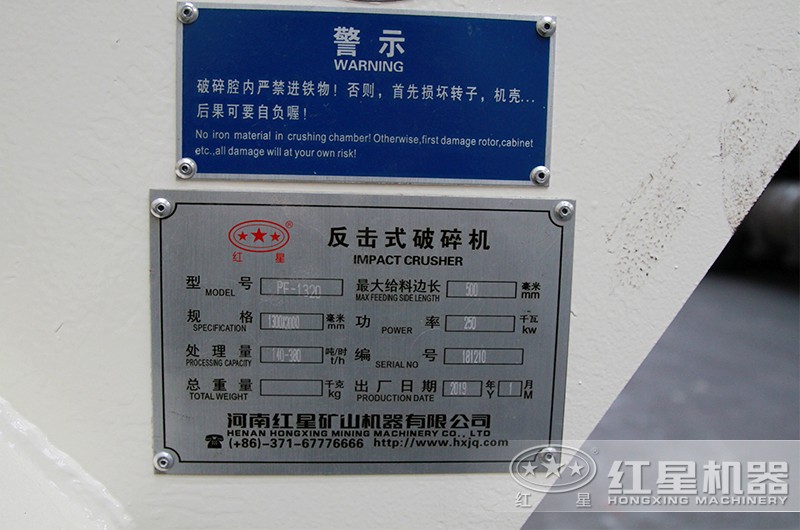 警示
WARNING
破碎腔内严禁进铁物！否则，首先损坏转子，机壳...
后果可要自负喔！
No iron material in crushing chamber! Otherwise,first damage rotor,cabinet
etc.,all damage will at your own risk!
红星®
反击式破碎机
IMPACT CRUSHER
型号 MODEL PF-1320
最大给料边长 MAX FEEDING SIDE LENGTH 500 毫米 mm
规格 SPECIFICATION 1300X2000 毫米 mm
功率 POWER 250 千瓦 kw
处理量 PROCESSING CAPACITY 140-380 吨/时 t/h
编号 SERIAL NO 181210
总重量 TOTAL WEIGHT 千克 kg
出厂日期 PRODUCTION DATE 2019 年 Y 1 月 M
河南红星矿山机器有限公司
HENAN HONGXING MINING MACHINERY CO., LTD
☎(+86)-371-67776666 http://www.hxjq.com
红星®
红星机器
HONGXING MACHINERY